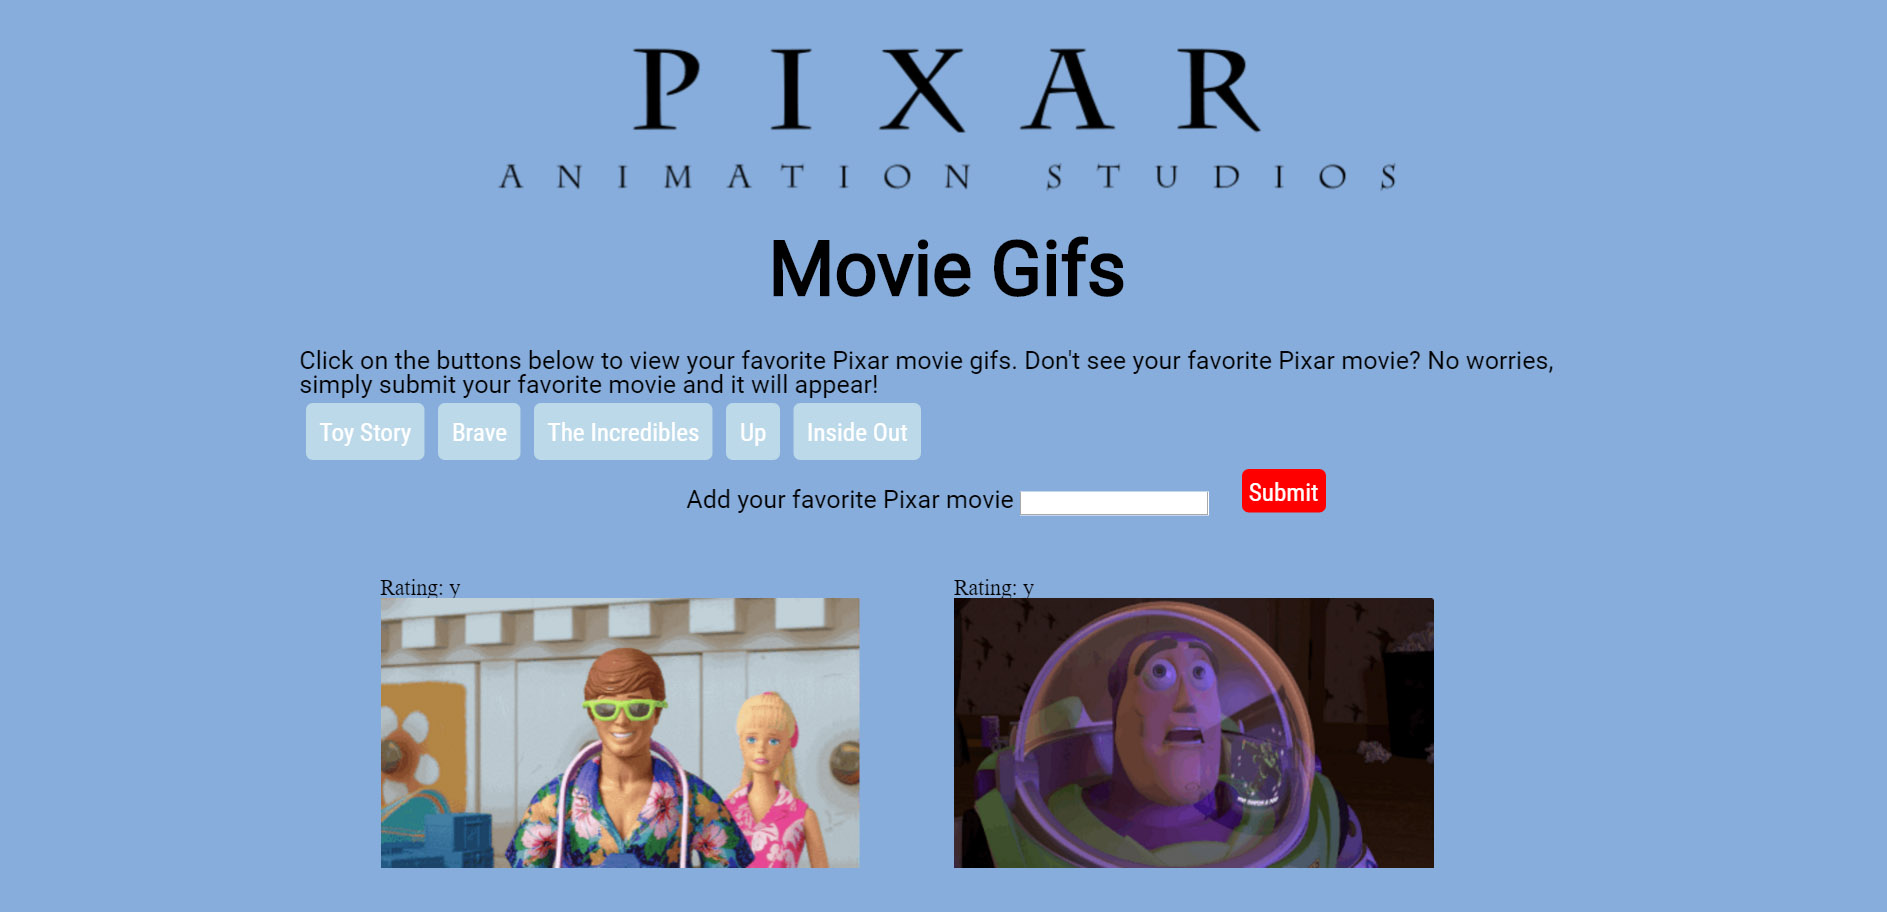 PIXAR
ANIMATION STUDIOS
Movie Gifs
Click on the buttons below to view your favorite Pixar movie gifs. Don't see your favorite Pixar movie? No worries,
simply submit your favorite movie and it will appear!
Toy Story Brave The Incredibles Up Inside Out
Add your favorite Pixar movie Submit
Rating: y Rating: y